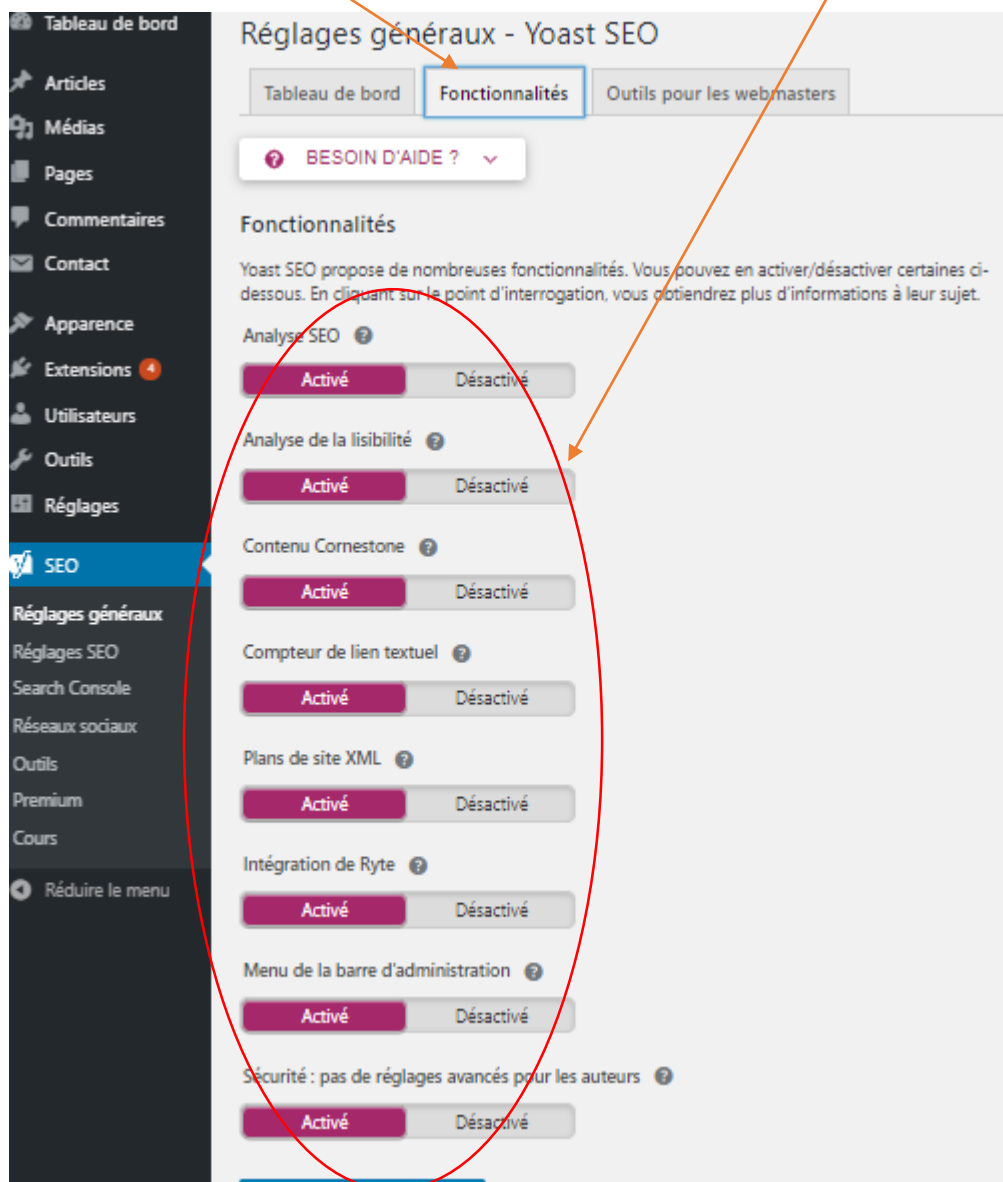 Tableau de bord
Articles
Médias
Pages
Commentaires
Contact
Apparence
Extensions 4
Utilisateurs
Outils
Réglages
SEO
Réglages généraux
Réglages SEO
Search Console
Réseaux sociaux
Outils
Premium
Cours
Réduire le menu
Réglages généraux - Yoast SEO
Tableau de bord Fonctionnalités Outils pour les webmasters
BESOIN D'AIDE ?
Fonctionnalités
Yoast SEO propose de nombreuses fonctionnalités. Vous pouvez en activer/désactiver certaines ci-
dessous. En cliquant sur le point d'interrogation, vous obtiendrez plus d'informations à leur sujet.
Analyse SEO ?
Activé Désactivé
Analyse de la lisibilité ?
Activé Désactivé
Contenu Cornestone ?
Activé Désactivé
Compteur de lien textuel ?
Activé Désactivé
Plans de site XML ?
Activé Désactivé
Intégration de Ryte ?
Activé Désactivé
Menu de la barre d'administration ?
Activé Désactivé
Sécurité : pas de réglages avancés pour les auteurs ?
Activé Désactivé